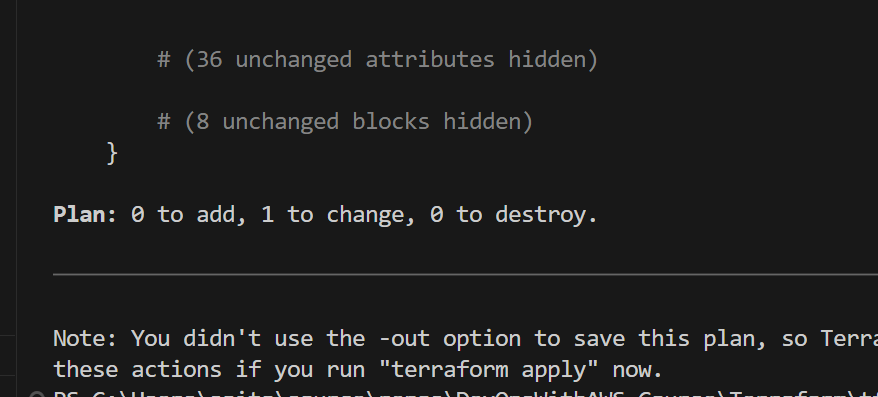 # (36 unchanged attributes hidden)
# (8 unchanged blocks hidden)
}
Plan: 0 to add, 1 to change, 0 to destroy.
Note: You didn't use the -out option to save this plan, so Terra
these actions if you run "terraform apply" now.